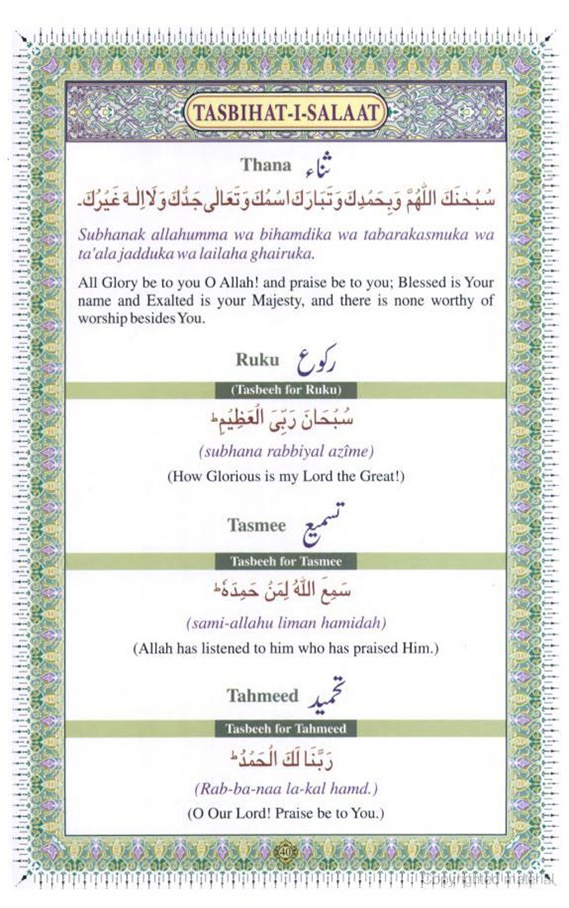 TASBIHAT-I-SALAAT
Thana ثناء
سُبْحٰنَكَ اللّٰهُمَّ وَبِحَمْدِكَ وَتَبَارَكَ اسْمُكَ وَتَعَالٰى جَدُّكَ وَلَا اِلٰهَ غَيْرُكَ۔
Subhanak allahumma wa bihamdika wa tabarakasmuka wa
ta'ala jadduka wa lailaha ghairuka.
All Glory be to you O Allah! and praise be to you; Blessed is Your
name and Exalted is your Majesty, and there is none worthy of
worship besides You.
Ruku رکوع
(Tasbeeh for Ruku)
سُبْحَانَ رَبِّىَ الْعَظِيْمِؕ
(subhana rabbiyal azîme)
(How Glorious is my Lord the Great!)
Tasmee تسمیع
Tasbeeh for Tasmee
سَمِعَ اللّٰهُ لِمَنْ حَمِدَهٗؕ
(sami-allahu liman hamidah)
(Allah has listened to him who has praised Him.)
Tahmeed تحمید
Tasbeeh for Tahmeed
رَبَّنَا لَكَ الْحَمْدُؕ
(Rab-ba-naa la-kal hamd.)
(O Our Lord! Praise be to You.)
40
Copyrighted material